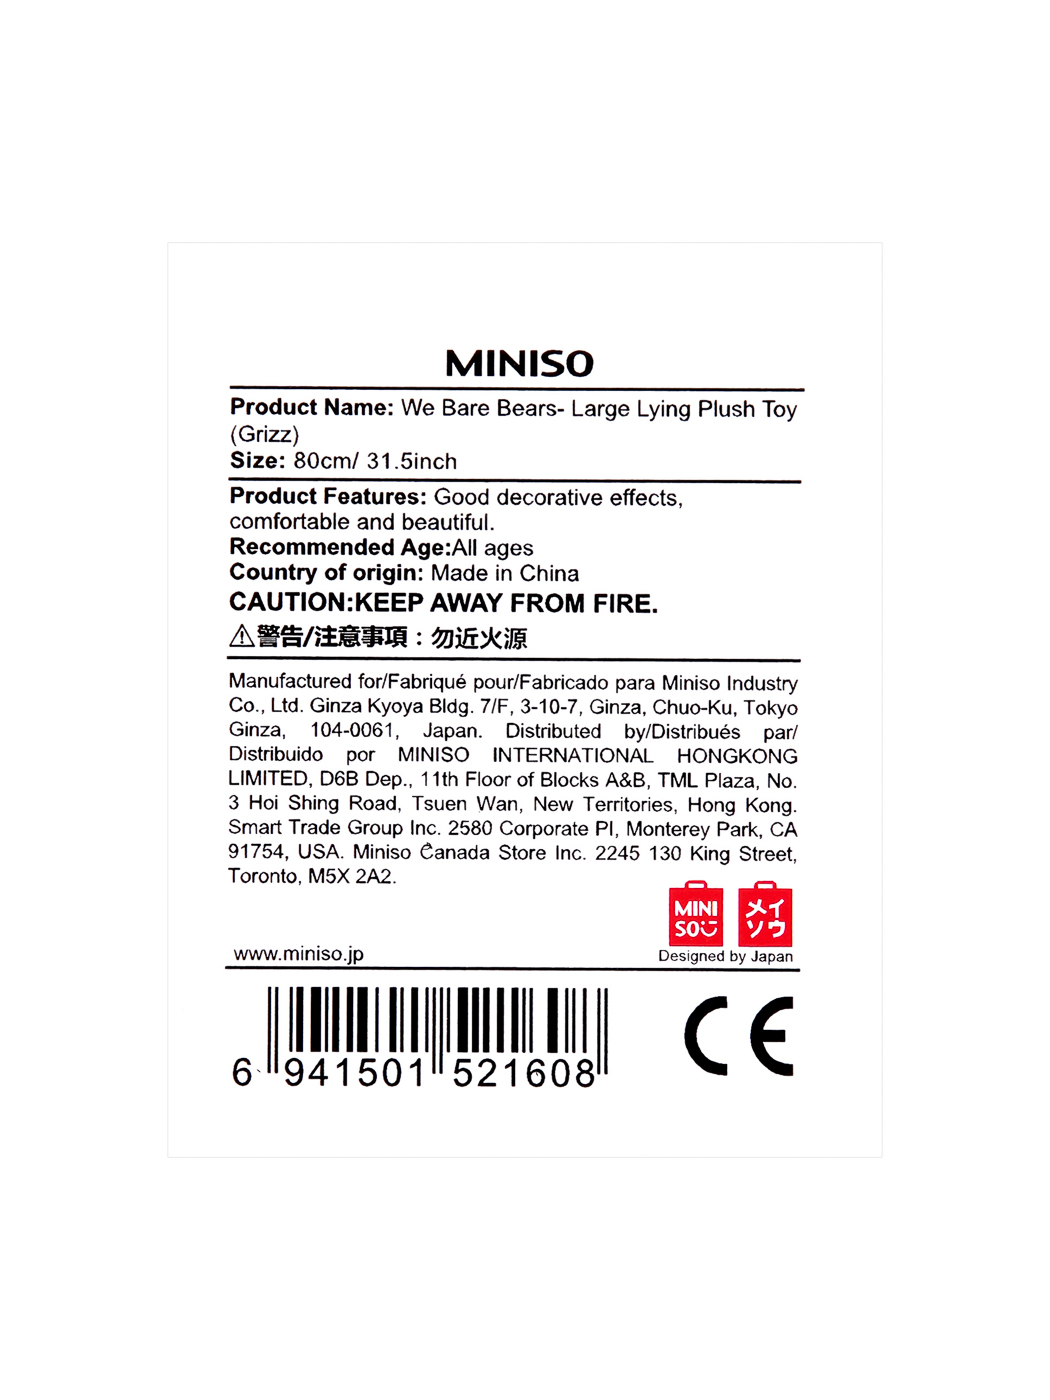 MINISO
Product Name: We Bare Bears- Large Lying Plush Toy
(Grizz)
Size: 80cm/ 31.5inch
Product Features: Good decorative effects,
comfortable and beautiful.
Recommended Age:All ages
Country of origin: Made in China
CAUTION:KEEP AWAY FROM FIRE.
⚠警告/注意事項：勿近火源
Manufactured for/Fabriqué pour/Fabricado para Miniso Industry
Co., Ltd. Ginza Kyoya Bldg. 7/F, 3-10-7, Ginza, Chuo-Ku, Tokyo
Ginza, 104-0061, Japan. Distributed by/Distribués par/
Distribuido por MINISO INTERNATIONAL HONGKONG
LIMITED, D6B Dep., 11th Floor of Blocks A&B, TML Plaza, No.
3 Hoi Shing Road, Tsuen Wan, New Territories, Hong Kong.
Smart Trade Group Inc. 2580 Corporate Pl, Monterey Park, CA
91754, USA. Miniso Canada Store Inc. 2245 130 King Street,
Toronto, M5X 2A2.
MINI
SO
メイ
ソウ
www.miniso.jp
Designed by Japan
6 941501 521608
CE